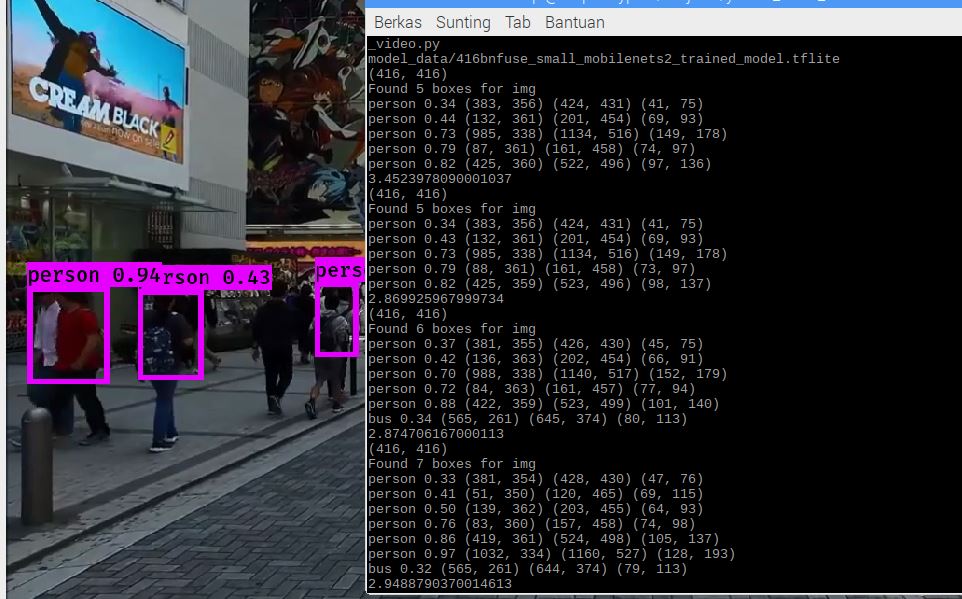 CREAM BLACK
now on sale
person 0.94
rson 0.43
pers
Berkas Sunting Tab Bantuan
_video.py
model_data/416bnfuse_small_mobilenets2_trained_model.tflite
(416, 416)
Found 5 boxes for img
person 0.34 (383, 356) (424, 431) (41, 75)
person 0.44 (132, 361) (201, 454) (69, 93)
person 0.73 (985, 338) (1134, 516) (149, 178)
person 0.79 (87, 361) (161, 458) (74, 97)
person 0.82 (425, 360) (522, 496) (97, 136)
3.4523978090001037
(416, 416)
Found 5 boxes for img
person 0.34 (383, 356) (424, 431) (41, 75)
person 0.43 (132, 361) (201, 454) (69, 93)
person 0.73 (985, 338) (1134, 516) (149, 178)
person 0.79 (88, 361) (161, 458) (73, 97)
person 0.82 (425, 359) (523, 496) (98, 137)
2.869925967999734
(416, 416)
Found 6 boxes for img
person 0.37 (381, 355) (426, 430) (45, 75)
person 0.42 (136, 363) (202, 454) (66, 91)
person 0.70 (988, 338) (1140, 517) (152, 179)
person 0.72 (84, 363) (161, 457) (77, 94)
person 0.88 (422, 359) (523, 499) (101, 140)
bus 0.34 (565, 261) (645, 374) (80, 113)
2.874706167000113
(416, 416)
Found 7 boxes for img
person 0.33 (381, 354) (428, 430) (47, 76)
person 0.41 (51, 350) (120, 465) (69, 115)
person 0.50 (139, 362) (203, 455) (64, 93)
person 0.76 (83, 360) (157, 458) (74, 98)
person 0.86 (419, 361) (524, 498) (105, 137)
person 0.97 (1032, 334) (1160, 527) (128, 193)
bus 0.32 (565, 261) (644, 374) (79, 113)
2.9488790370014613